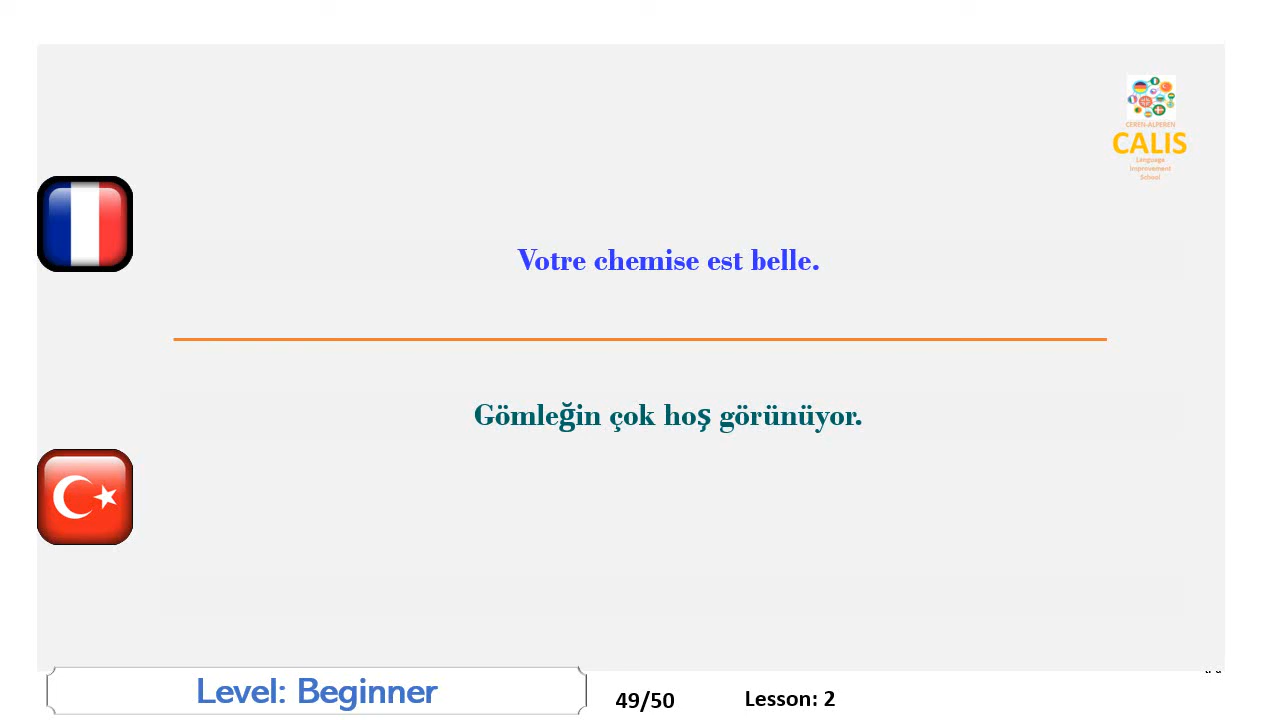 CEREN-ALPEREN
CALIS
Language
Improvement
School
Votre chemise est belle.
Gömleğin çok hoş görünüyor.
Level: Beginner
49/50
Lesson: 2